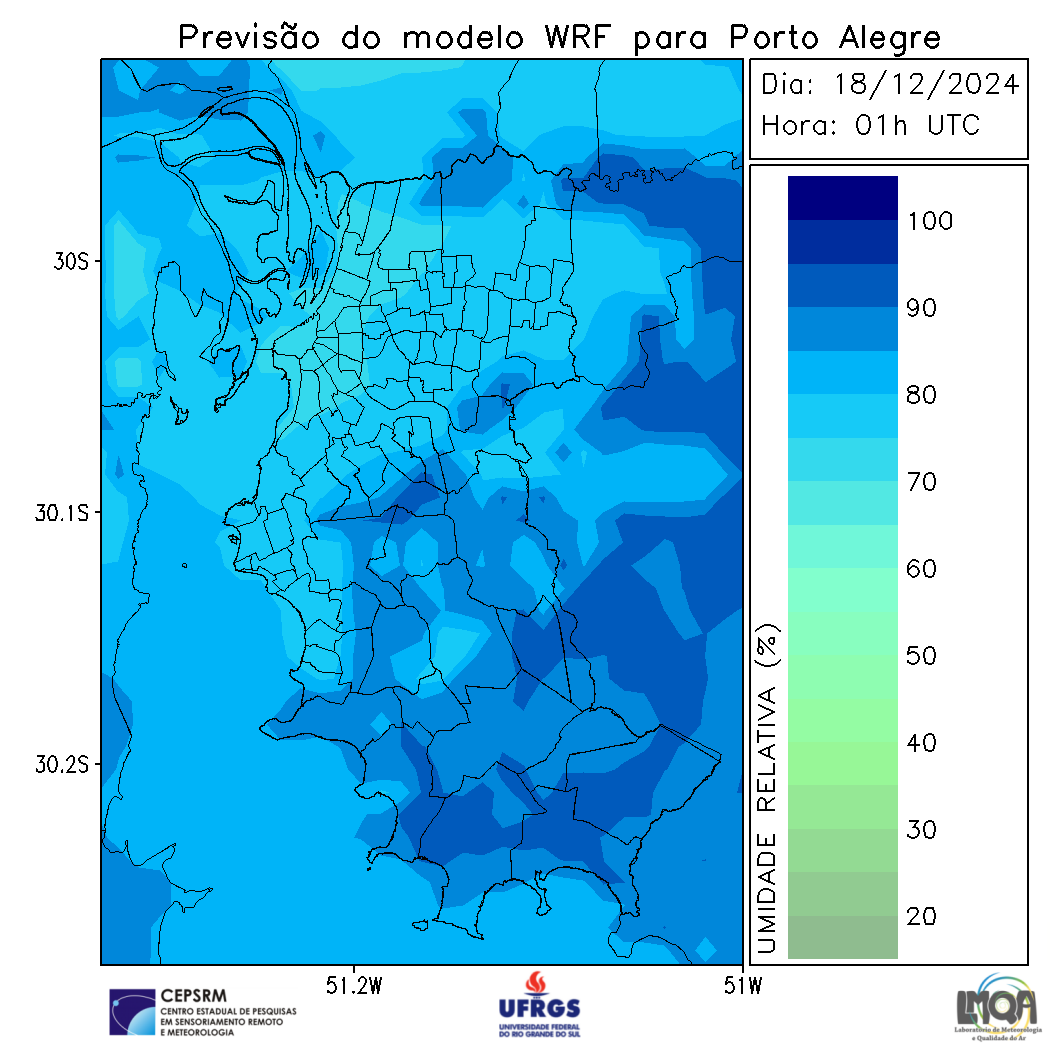 Previsão do modelo WRF para Porto Alegre
Dia: 18/12/2024
Hora: 01h UTC
30S
30.1S
30.2S
51.2W
51W
UMIDADE RELATIVA (%)
100
90
80
70
60
50
40
30
20
CEPSRM
CENTRO ESTADUAL DE PESQUISAS
EM SENSORIAMENTO REMOTO
E METEOROLOGIA
UFRGS
UNIVERSIDADE FEDERAL
DO RIO GRANDE DO SUL
LMQA
Laboratório de Meteorologia
e Qualidade do Ar